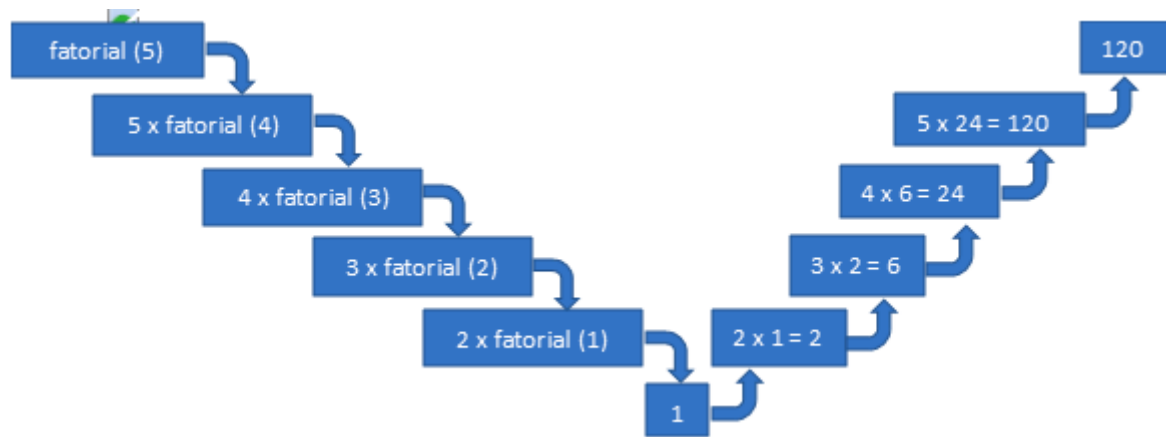 fatorial (5)
5 x fatorial (4)
4 x fatorial (3)
3 x fatorial (2)
2 x fatorial (1)
1
2 x 1 = 2
3 x 2 = 6
4 x 6 = 24
5 x 24 = 120
120